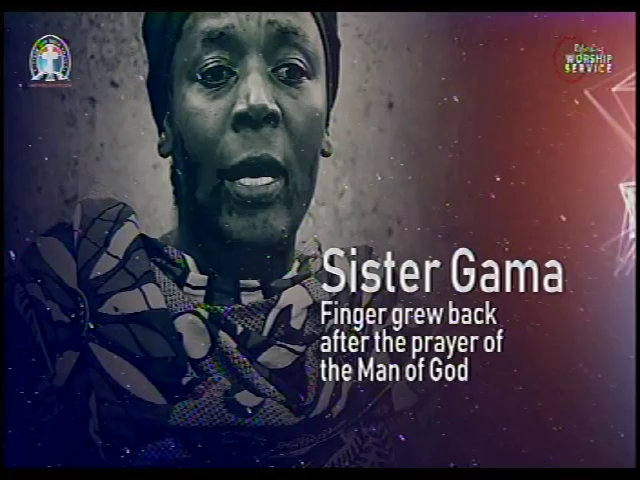 WORSHIP
SERVICE
Sister Gama
Finger grew back
after the prayer of
the Man of God